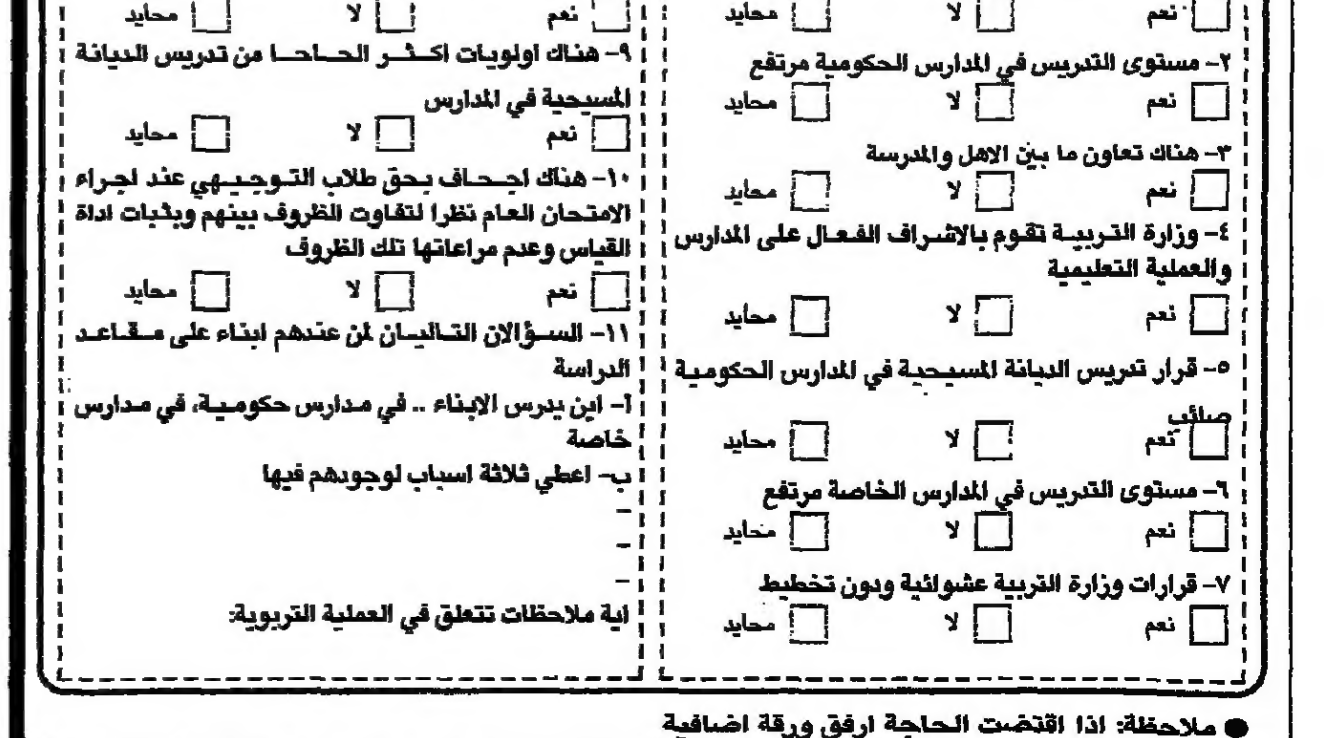 نعم لا محايد
٢- مستوى التدريس في المدارس الحكومية مرتفع
نعم لا محايد
٣- هناك تعاون ما بين الاهل والمدرسة
نعم لا محايد
٤- وزارة التربية تقوم بالاشراف الفعال على المدارس
والعملية التعليمية
نعم لا محايد
٥- قرار تدريس الديانة المسيحية في المدارس الحكومية
صائب
نعم لا محايد
٦- مستوى التدريس في المدارس الخاصة مرتفع
نعم لا محايد
٧- قرارات وزارة التربية عشوائية ودون تخطيط
نعم لا محايد
نعم لا محايد
٩- هناك اولويات اكثر الحاحا من تدريس الديانة
المسيحية في المدارس
نعم لا محايد
١٠- هناك اجحاف بحق طلاب التوجيهي عند اجراء
الامتحان العام نظرا لتفاوت الظروف بينهم وبثبات اداة
القياس وعدم مراعاتها تلك الظروف
نعم لا محايد
١١- السؤالان التاليان لمن عندهم ابناء على مقاعد
الدراسة
أ- اين يدرس الابناء .. في مدارس حكومية، في مدارس
خاصة
ب- اعطي ثلاثة اسباب لوجودهم فيها
-
-
-
اية ملاحظات تتعلق في العملية التربوية:
● ملاحظة: اذا اقتضت الحاجة ارفق ورقة اضافية